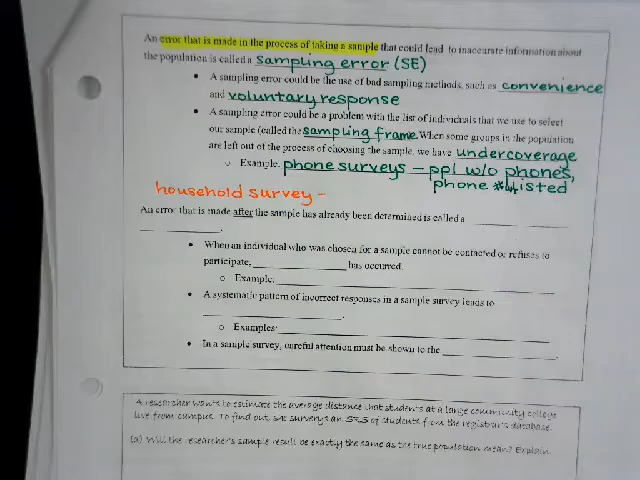 An error that is made in the process of taking a sample that could lead to inaccurate information about
the population is called a sampling error (SE)
• A sampling error could be the use of bad sampling methods, such as convenience
and voluntary response
• A sampling error could be a problem with the list of individuals that we use to select
our sample (called the sampling frame. When some groups in the population
are left out of the process of choosing the sample, we have undercoverage
o Example: phone surveys – ppl w/o phones,
phone # listed
household survey –
An error that is made after the sample has already been determined is called a
• When an individual who was chosen for a sample cannot be contacted or refuses to
participate, has occurred.
o Example:
• A systematic pattern of incorrect responses in a sample survey leads to
o Examples:
• In a sample survey, careful attention must be shown to the
A researcher wants to estimate the average distance that students at a large community college
live from campus. To find out, she surveys an SRS of students from the registrar's database.
(a) Will the researcher's sample result be exactly the same as the true population mean? Explain.